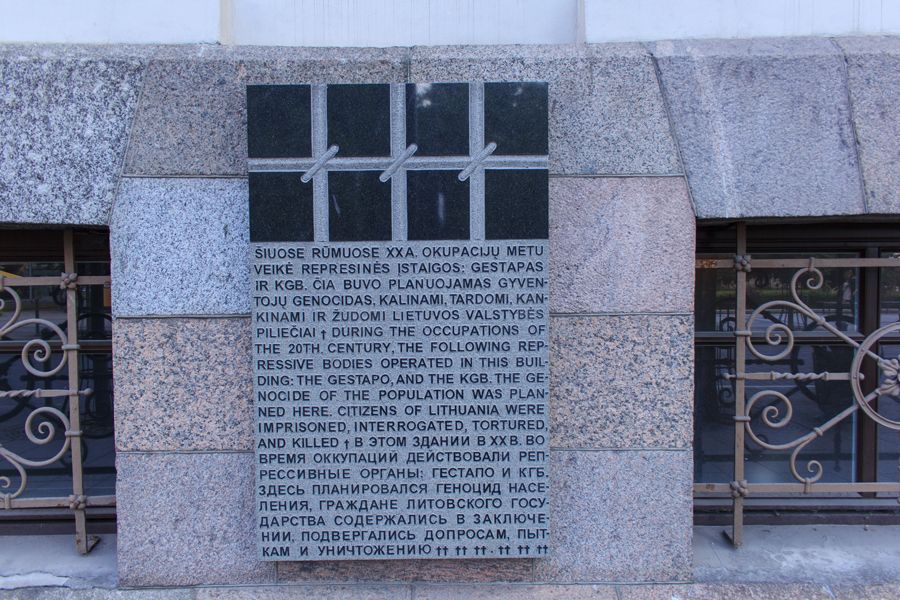 ŠIUOSE RŪMUOSE XXA. OKUPACIJŲ METU
VEIKĖ REPRESINĖS ĮSTAIGOS: GESTAPAS
IR KGB. ČIA BUVO PLANUOJAMAS GYVEN-
TOJŲ GENOCIDAS, KALINAMI, TARDOMI, KAN-
KINAMI IR ŽUDOMI LIETUVOS VALSTYBĖS
PILIEČIAI † DURING THE OCCUPATIONS OF
THE 20TH. CENTURY, THE FOLLOWING REP-
RESSIVE BODIES OPERATED IN THIS BUIL-
DING: THE GESTAPO, AND THE KGB. THE GE-
NOCIDE OF THE POPULATION WAS PLAN-
NED HERE. CITIZENS OF LITHUANIA WERE
IMPRISONED, INTERROGATED, TORTURED,
AND KILLED † В ЭТОМ ЗДАНИИ В XXВ. ВО
ВРЕМЯ ОККУПАЦИЙ ДЕЙСТВОВАЛИ РЕП-
РЕССИВНЫЕ ОРГАНЫ: ГЕСТАПО И КГБ.
ЗДЕСЬ ПЛАНИРОВАЛСЯ ГЕНОЦИД НАСЕ-
ЛЕНИЯ, ГРАЖДАНЕ ЛИТОВСКОГО ГОСУ-
ДАРСТВА СОДЕРЖАЛИСЬ В ЗАКЛЮЧЕ-
НИИ, ПОДВЕРГАЛИСЬ ДОПРОСАМ, ПЫТ-
КАМ И УНИЧТОЖЕНИЮ †† †† ††. †† †† ††